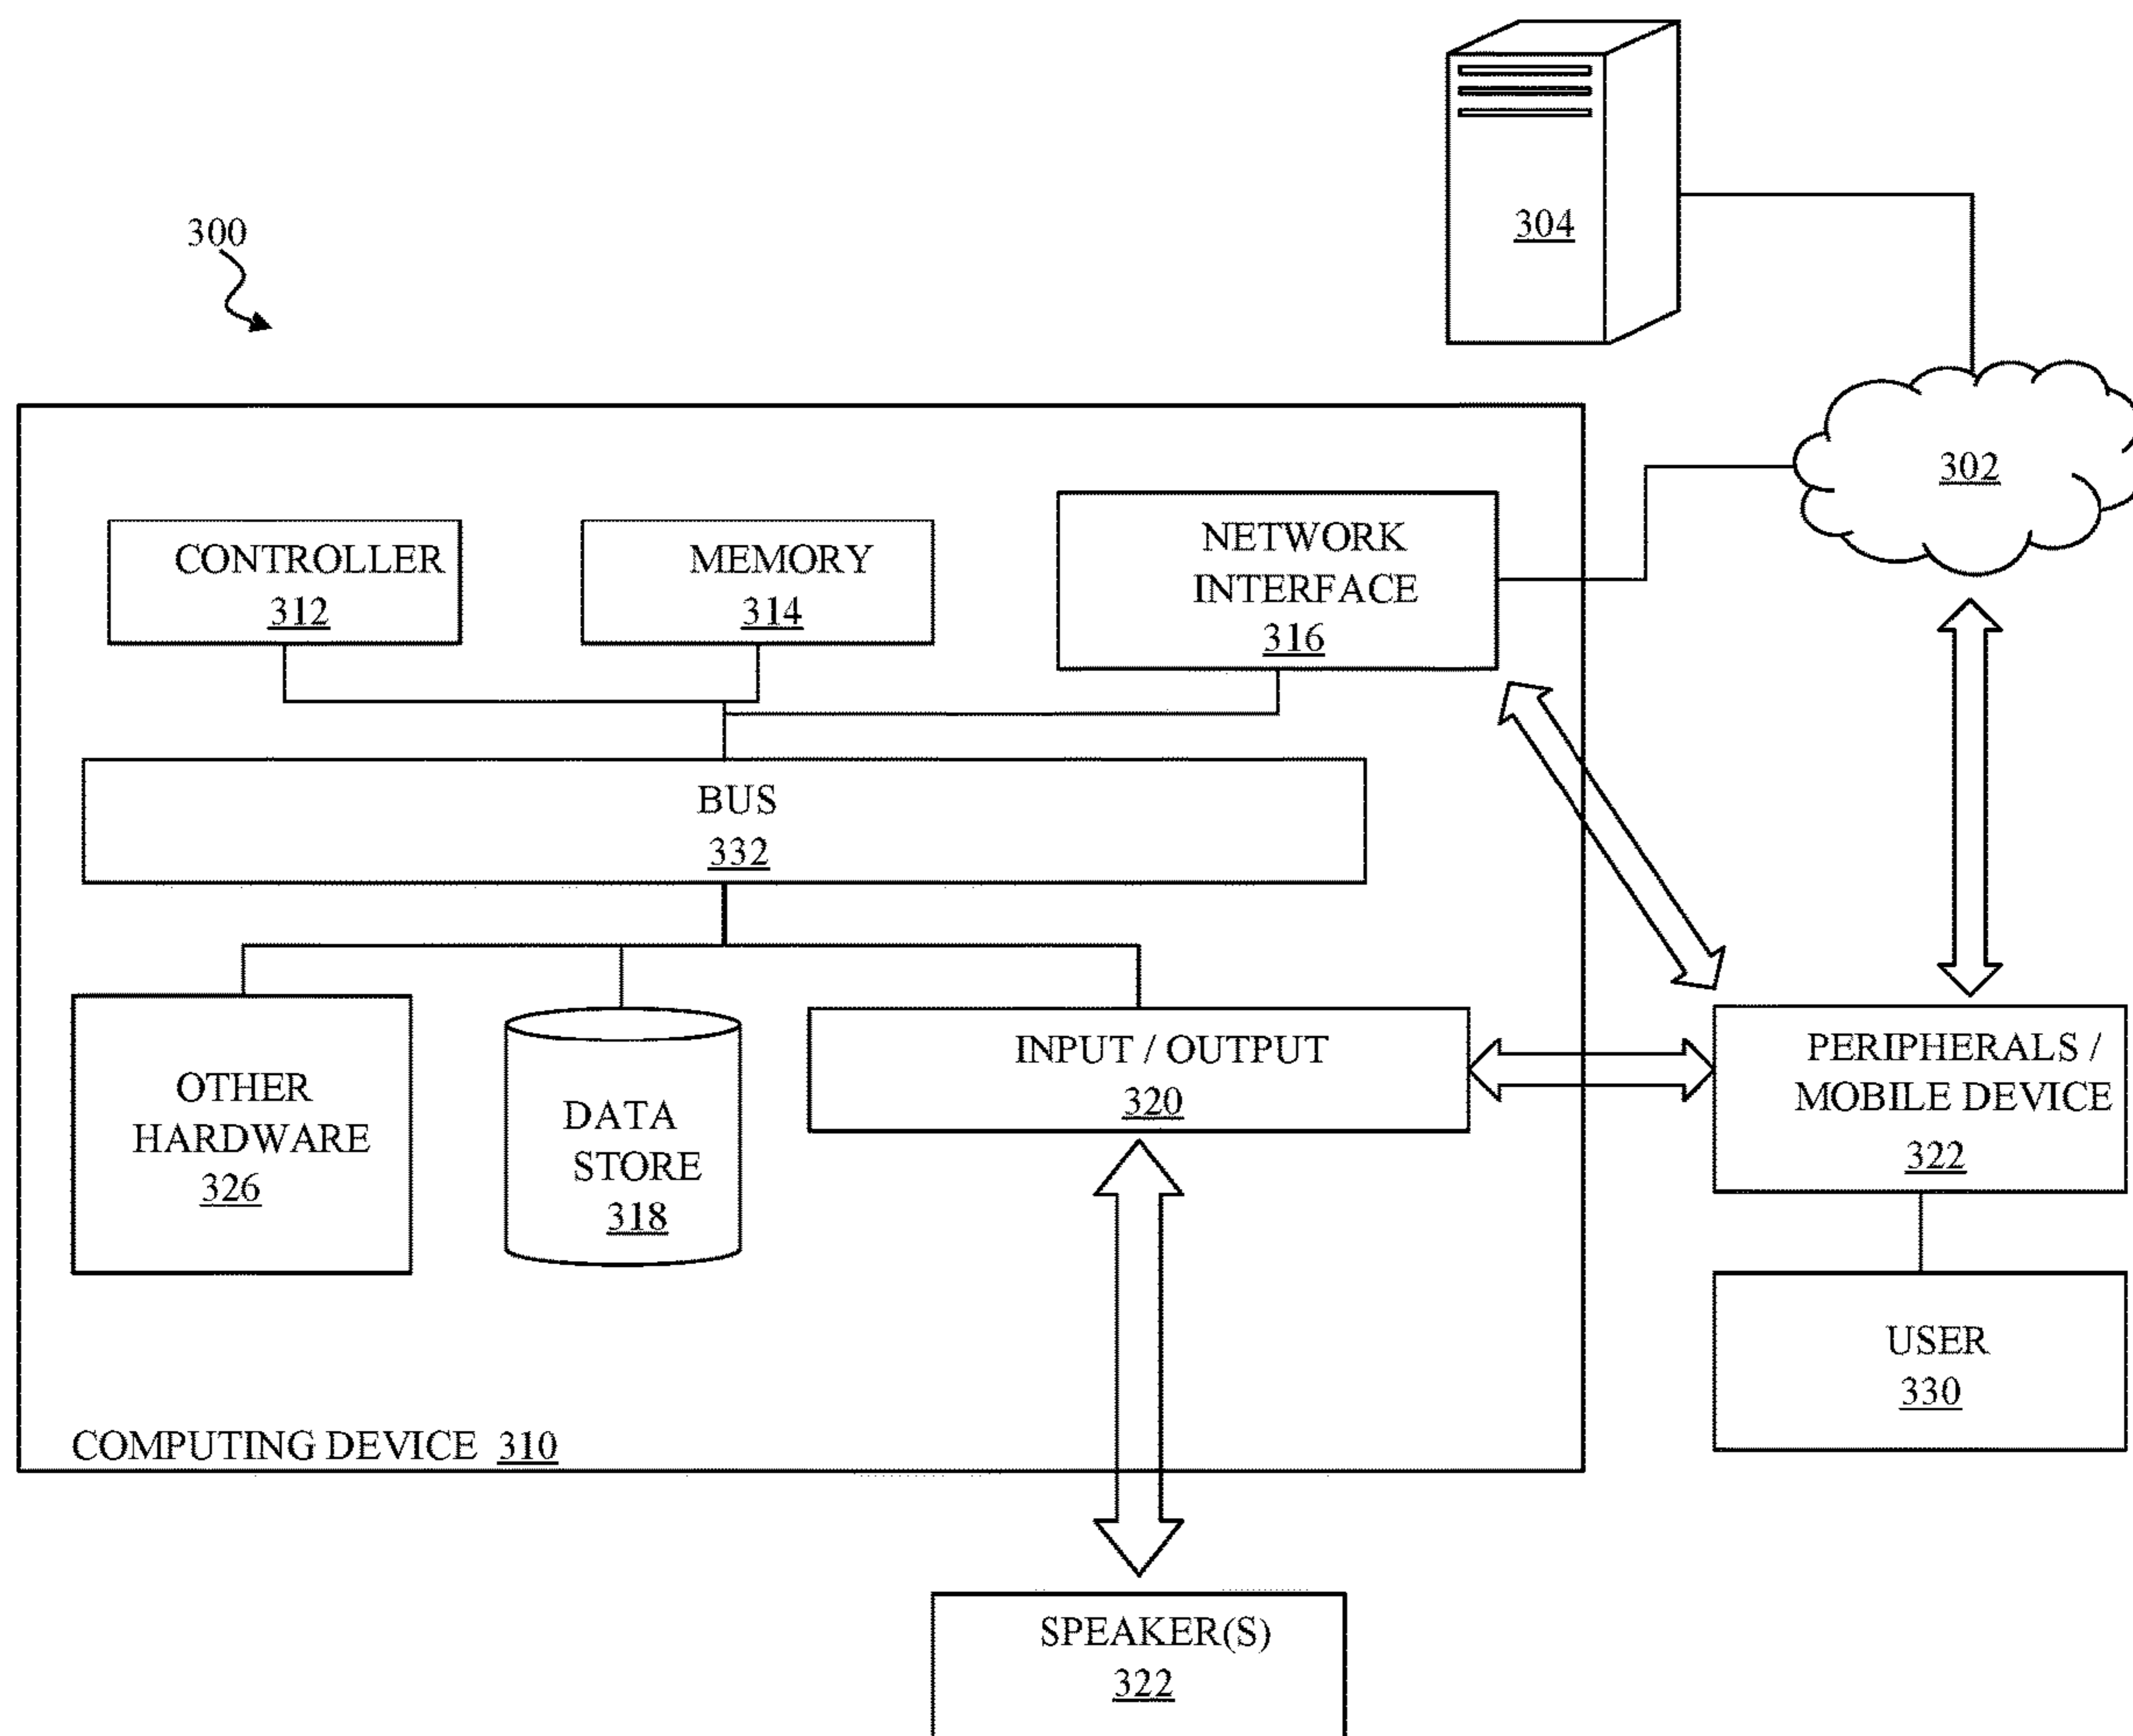 304
300
302
CONTROLLER
312
MEMORY
314
NETWORK
INTERFACE
316
BUS
332
OTHER
HARDWARE
326
DATA
STORE
318
INPUT / OUTPUT
320
PERIPHERALS /
MOBILE DEVICE
322
USER
330
COMPUTING DEVICE 310
SPEAKER(S)
322